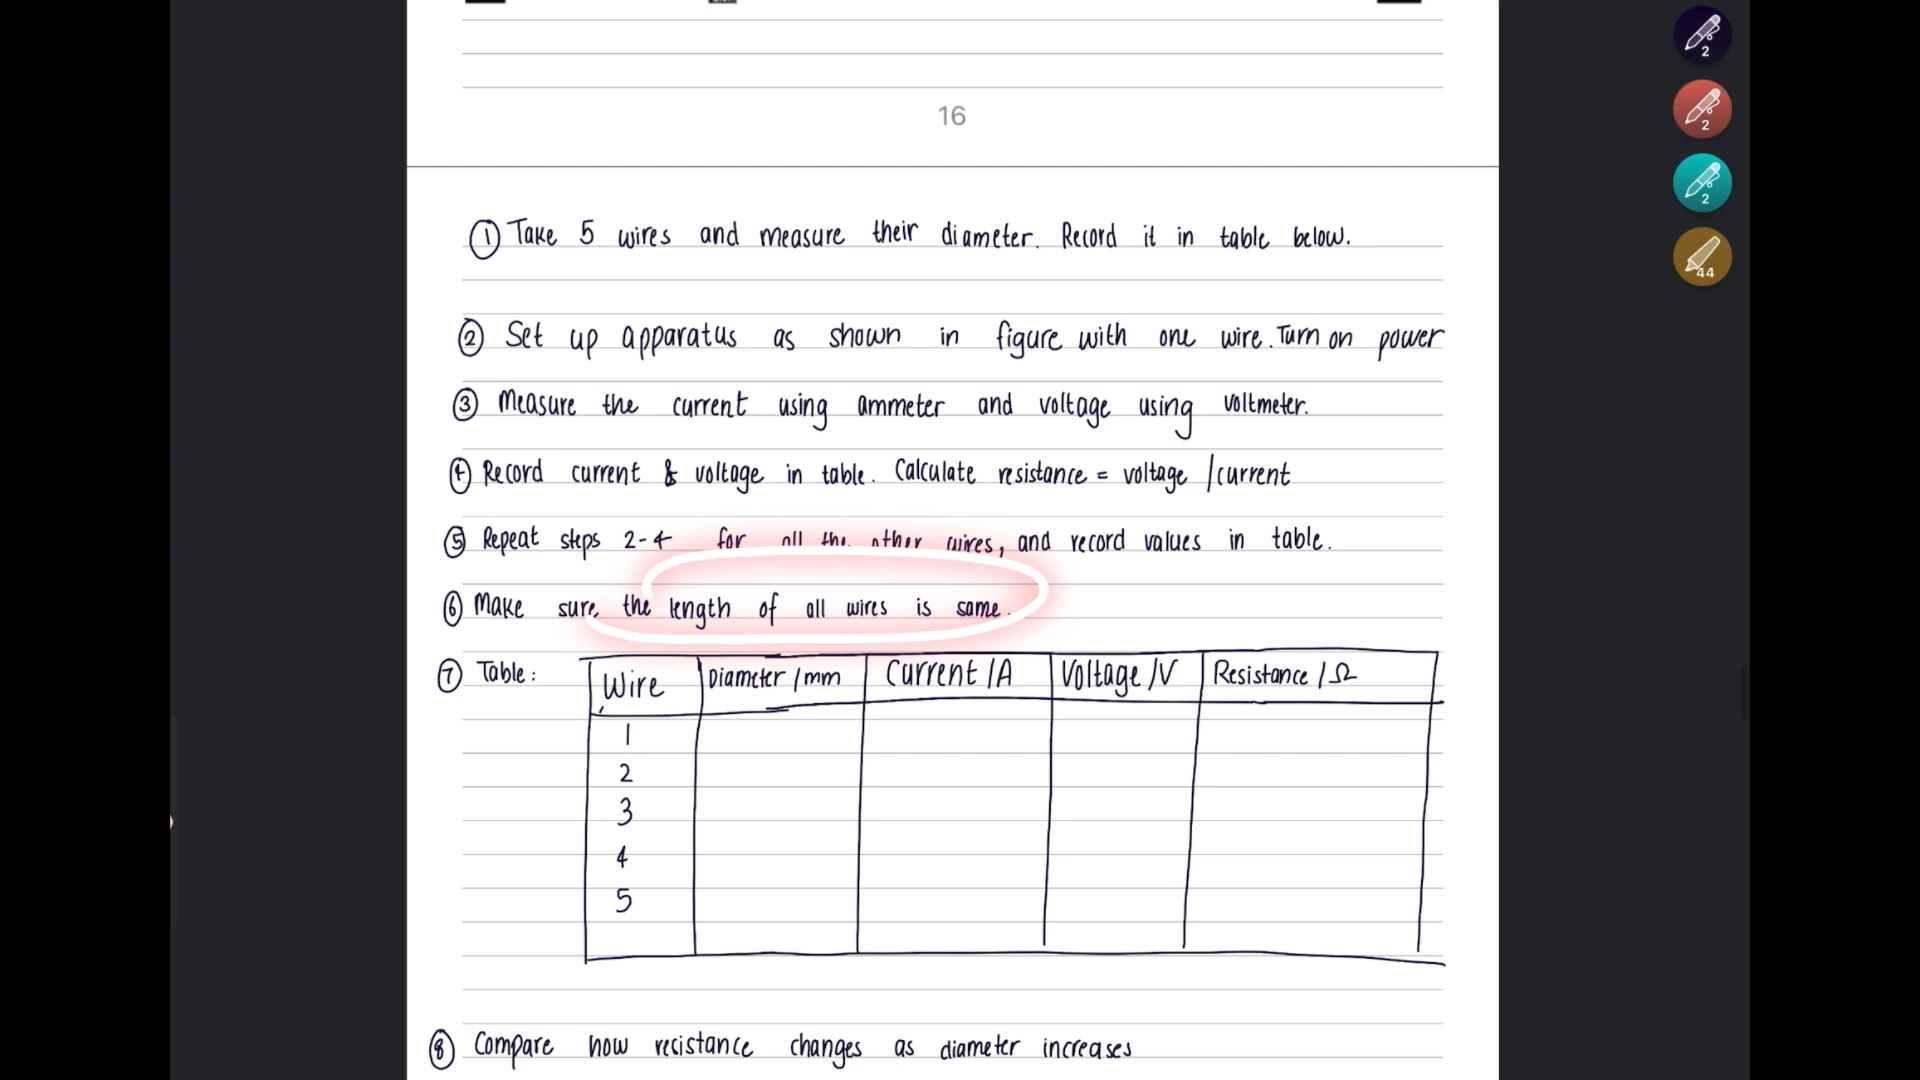 16
① Take 5 wires and measure their diameter. Record it in table below.
② Set up apparatus as shown in figure with one wire. Turn on power
③ Measure the current using ammeter and voltage using voltmeter.
④ Record current & voltage in table. Calculate resistance = voltage / current
⑤ Repeat steps 2-4 for all the other wires, and record values in table.
⑥ Make sure the length of all wires is same.
⑦ Table:
Wire Diameter / mm Current / A Voltage / V Resistance / Ω
1
2
3
4
5
⑧ Compare how resistance changes as diameter increases
2
2
2
44